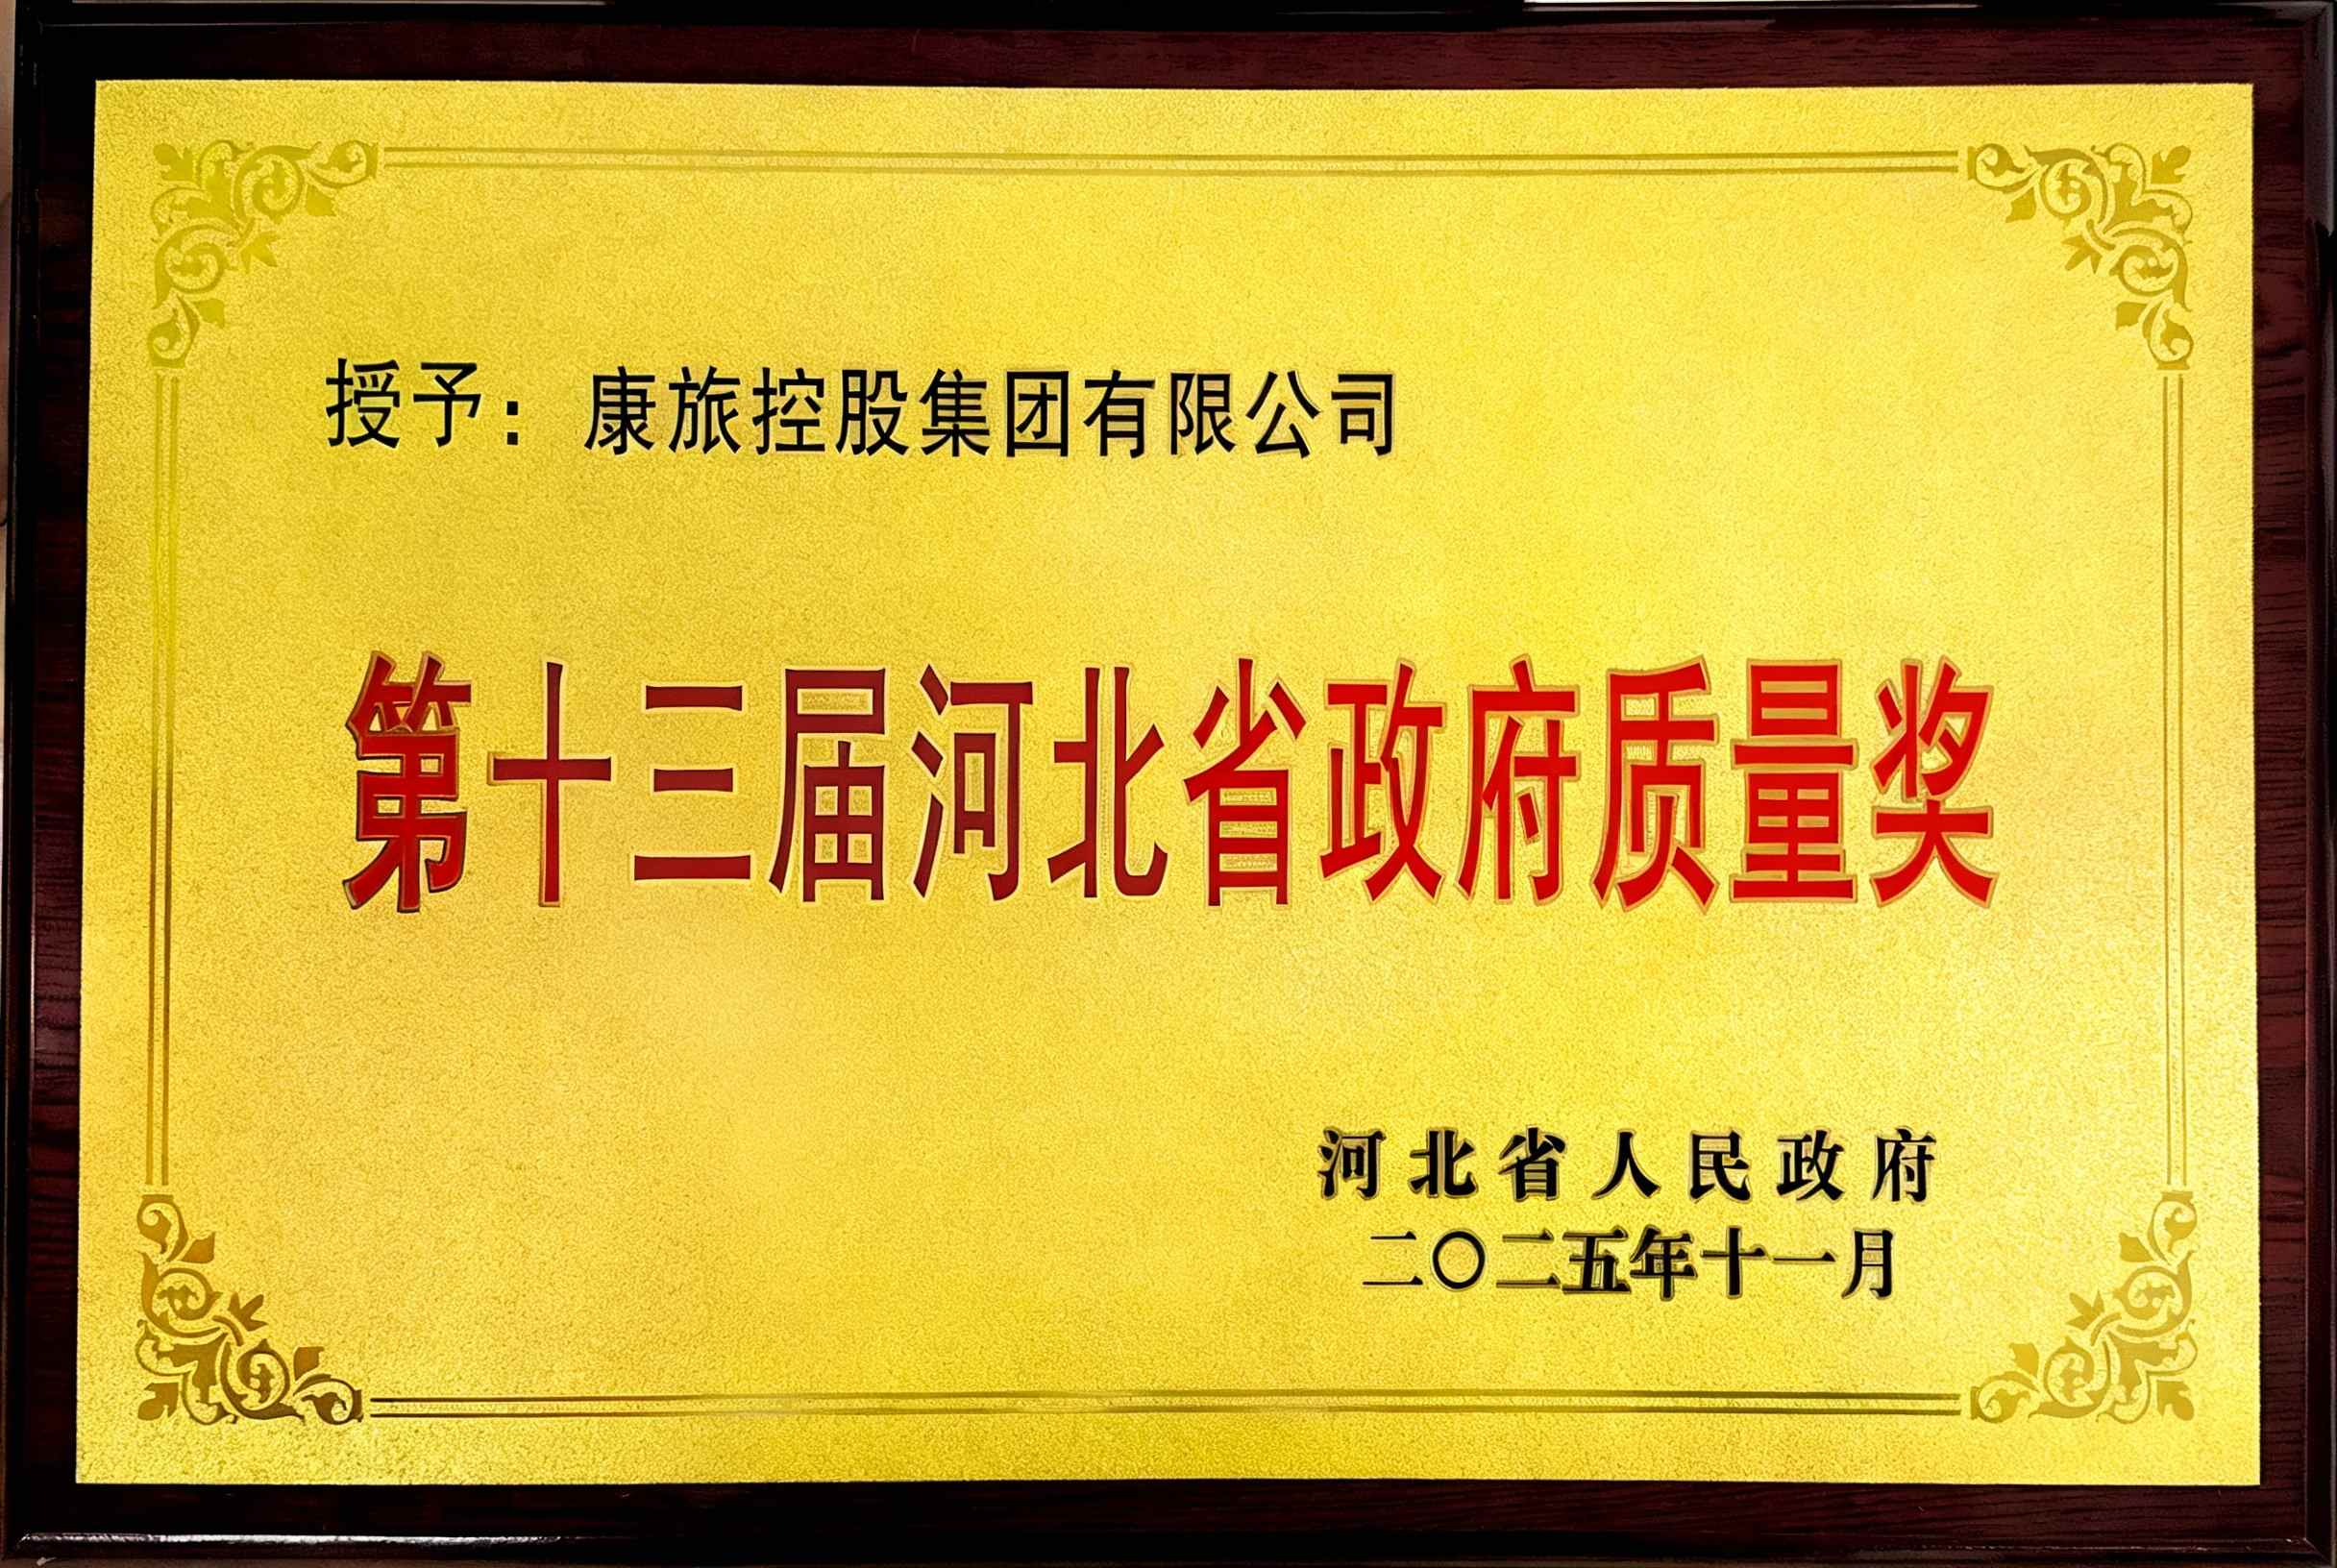 授予：康旅控股集团有限公司
第十三届河北省政府质量奖
河北省人民政府
二〇二五年十一月